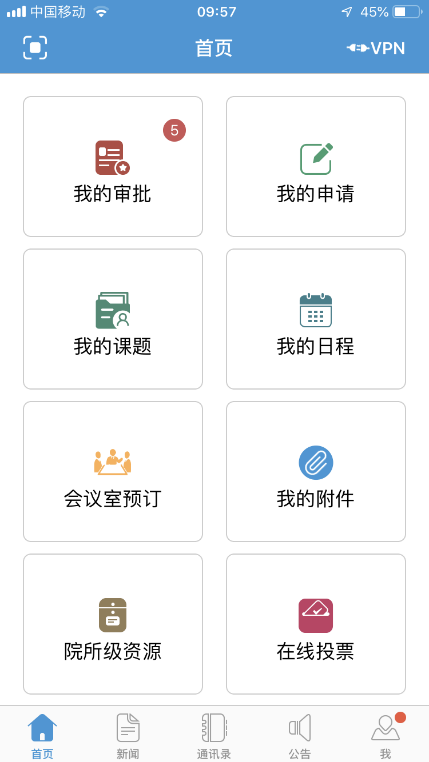 中国移动 09:57 45%
首页 VPN
5
我的审批 我的申请
我的课题 我的日程
会议室预订 我的附件
院所级资源 在线投票
首页 新闻 通讯录 公告 我